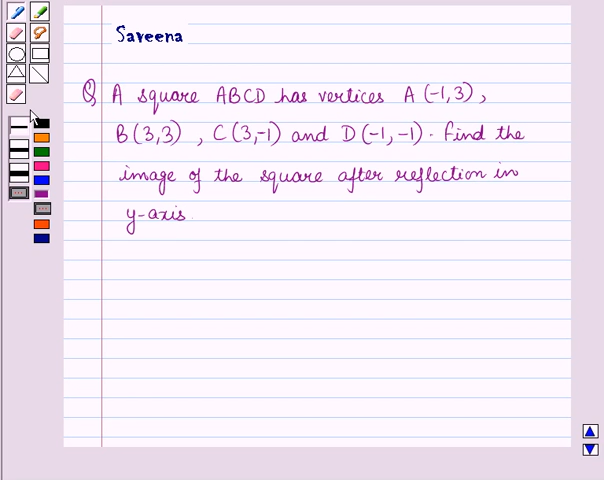 Saveena
Q A square ABCD has vertices A (-1,3),
B(3,3), C(3,-1) and D(-1,-1). Find the
image of the square after reflection in
y-axis.